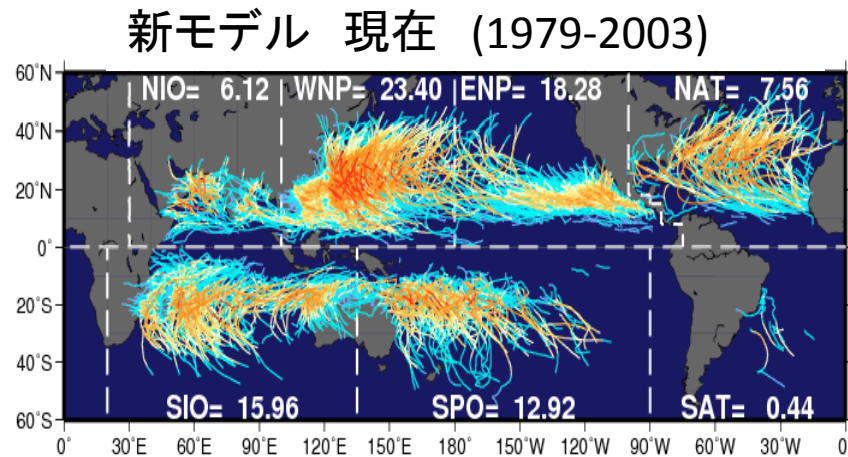 新モデル 現在 (1979-2003)
60°N
NIO= 6.12 WNP= 23.40 ENP= 18.28 NAT= 7.56
40°N
20°N
0°
20°S
40°S
SIO= 15.96 SPO= 12.92 SAT= 0.44
60°S
0° 30°E 60°E 90°E 120°E 150°E 180° 150°W 120°W 90°W 60°W 30°W 0